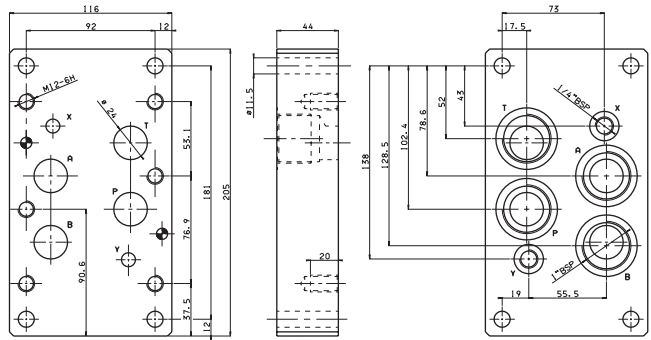 116
92
12
M12-6H
X
ø 24
T
A
P
B
Y
53.1
181
205
76.9
90.6
37.5
12
44
ø11.5
20
73
17.5
138
128.5
102.4
78.6
52
43
1/4"BSP
T
X
A
P
Y
1"BSP
B
19
55.5